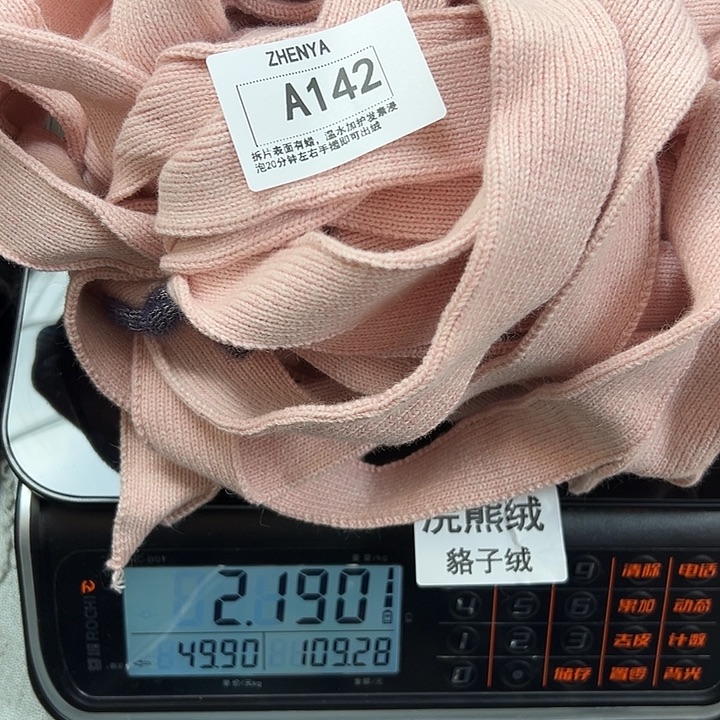 ZHENYA
A142
拆片表面有蜡，温水加护发素浸
泡20分钟左右手搓即可出绒
浣熊绒
貉子绒
2.190
49.90 109.28
9 清除 电话
4 5 6 累加 动态
1 2 3 去皮 计数
0 . 储存 置零 背光